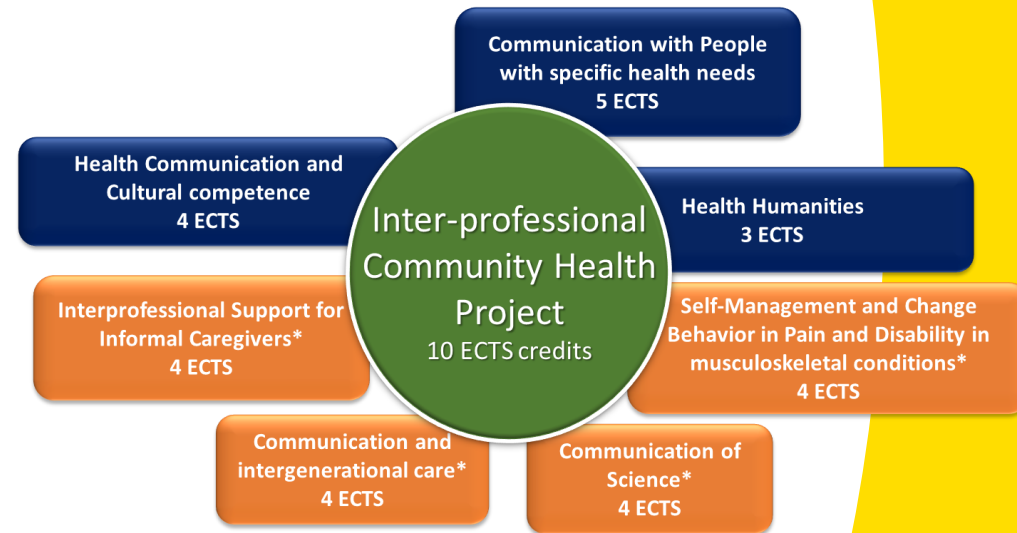 Communication with People
with specific health needs
5 ECTS
Health Communication and
Cultural competence
4 ECTS
Inter-professional
Community Health
Project
10 ECTS credits
Health Humanities
3 ECTS
Interprofessional Support for
Informal Caregivers*
4 ECTS
Self-Management and Change
Behavior in Pain and Disability in
musculoskeletal conditions*
4 ECTS
Communication and
intergenerational care*
4 ECTS
Communication of
Science*
4 ECTS